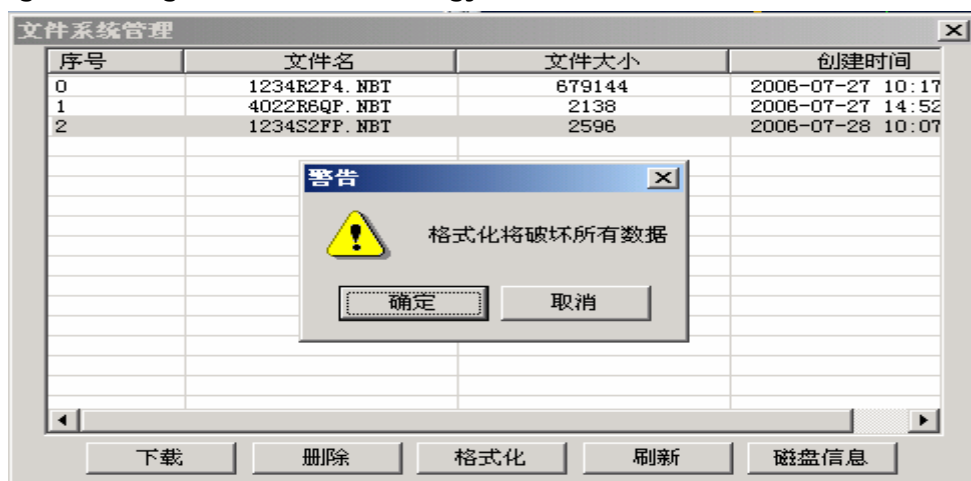 文件系统管理
序号 文件名 文件大小 创建时间
0 1234R2P4.NBT 679144 2006-07-27 10:17
1 4022R6QP.NBT 2138 2006-07-27 14:52
2 1234S2FP.NBT 2596 2006-07-28 10:07
警告
格式化将破坏所有数据
确定 取消
下载 删除 格式化 刷新 磁盘信息